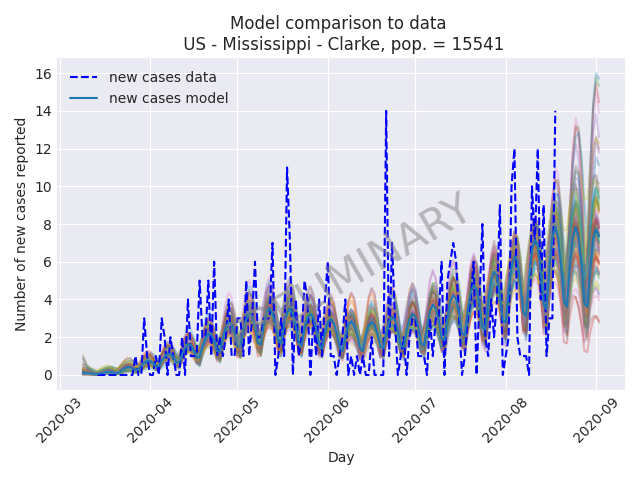 Model comparison to data
US - Mississippi - Clarke, pop. = 15541
new cases data
new cases model
Number of new cases reported
16
14
12
10
8
6
4
2
0
2020-03
2020-04
2020-05
2020-06
2020-07
2020-08
2020-09
Day